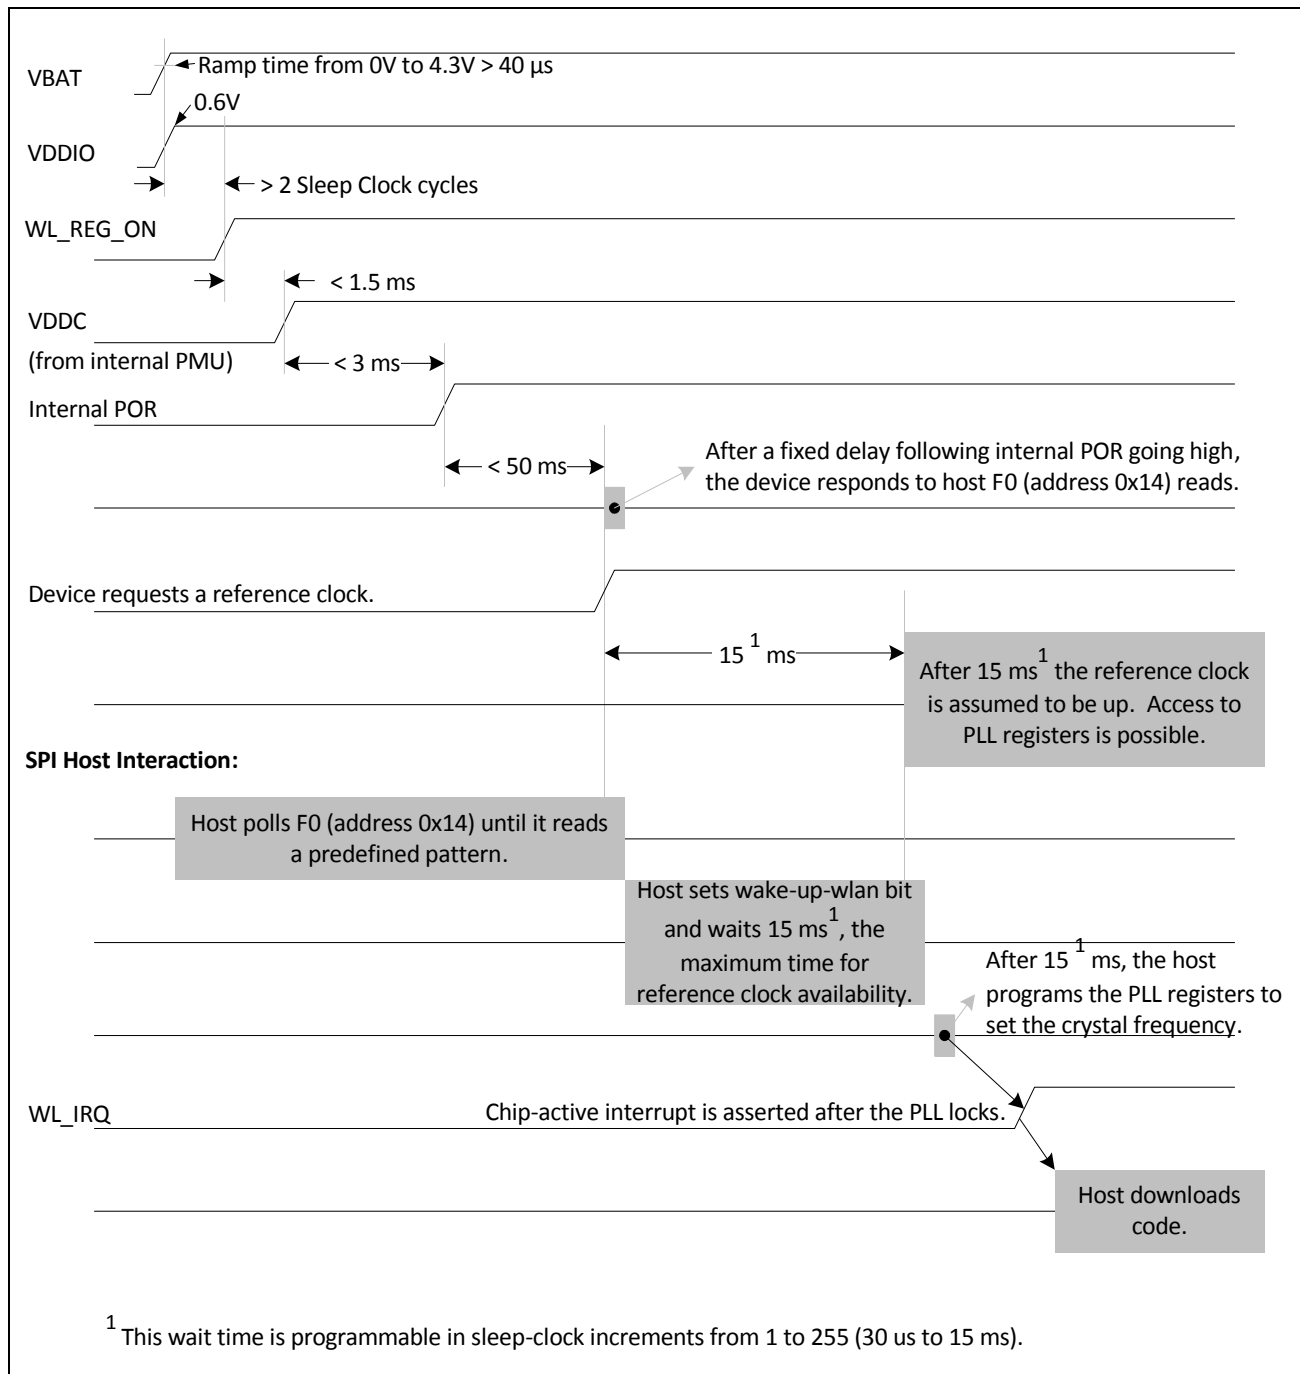 VBAT
Ramp time from 0V to 4.3V > 40 µs
0.6V
VDDIO
> 2 Sleep Clock cycles
WL_REG_ON
< 1.5 ms
VDDC
(from internal PMU)
< 3 ms
Internal POR
After a fixed delay following internal POR going high,
< 50 ms
the device responds to host F0 (address 0x14) reads.
Device requests a reference clock.
15 1 ms
After 15 ms1 the reference clock
is assumed to be up. Access to
PLL registers is possible.
SPI Host Interaction:
Host polls F0 (address 0x14) until it reads
a predefined pattern.
Host sets wake-up-wlan bit
and waits 15 ms1, the
maximum time for
reference clock availability.
After 15 1 ms, the host
programs the PLL registers to
set the crystal frequency.
WL_IRQ
Chip-active interrupt is asserted after the PLL locks.
Host downloads
code.
1 This wait time is programmable in sleep-clock increments from 1 to 255 (30 us to 15 ms).